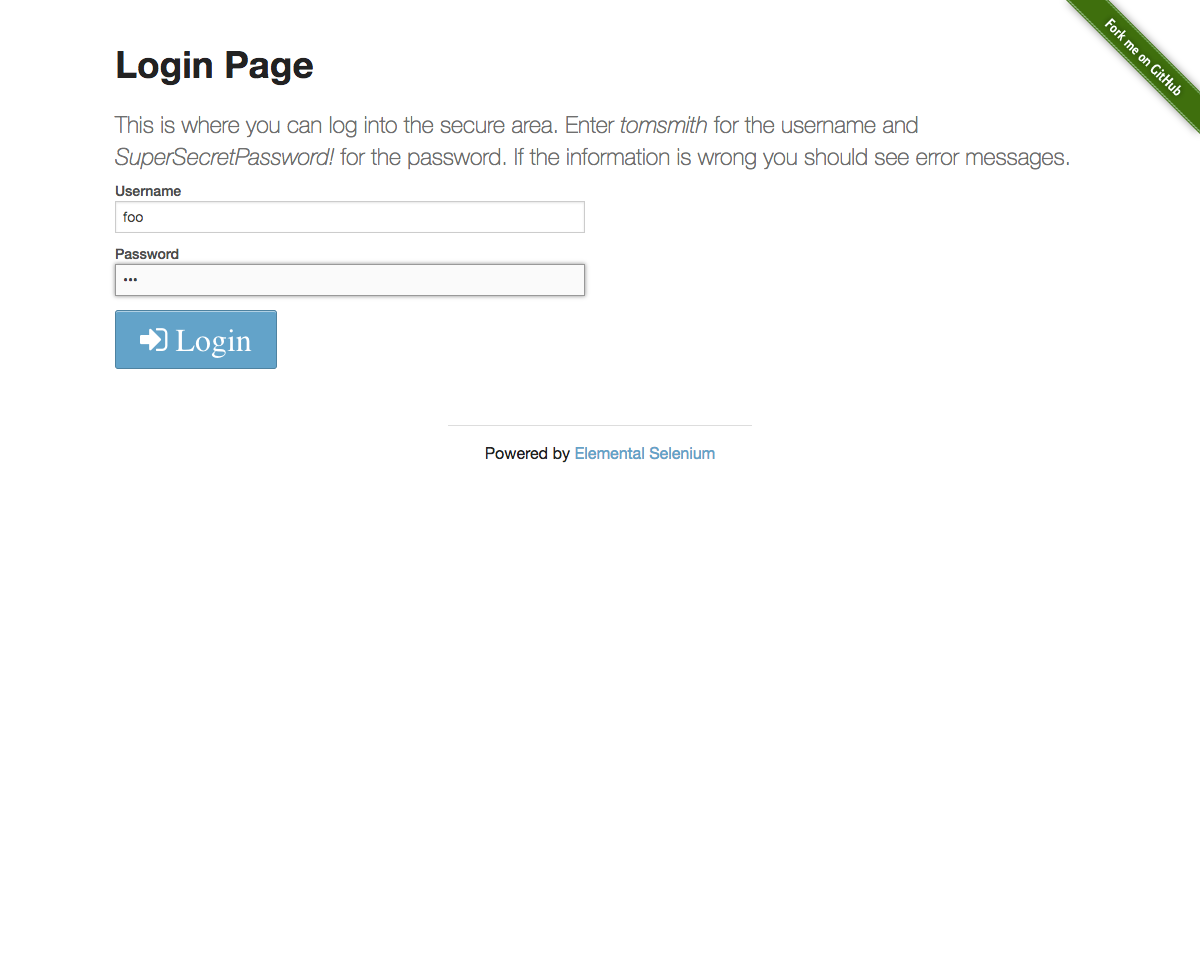 Fork me on GitHub
Login Page
This is where you can log into the secure area. Enter tomsmith for the username and
SuperSecretPassword! for the password. If the information is wrong you should see error messages.
Username
foo
Password
•••
Login
Powered by Elemental Selenium